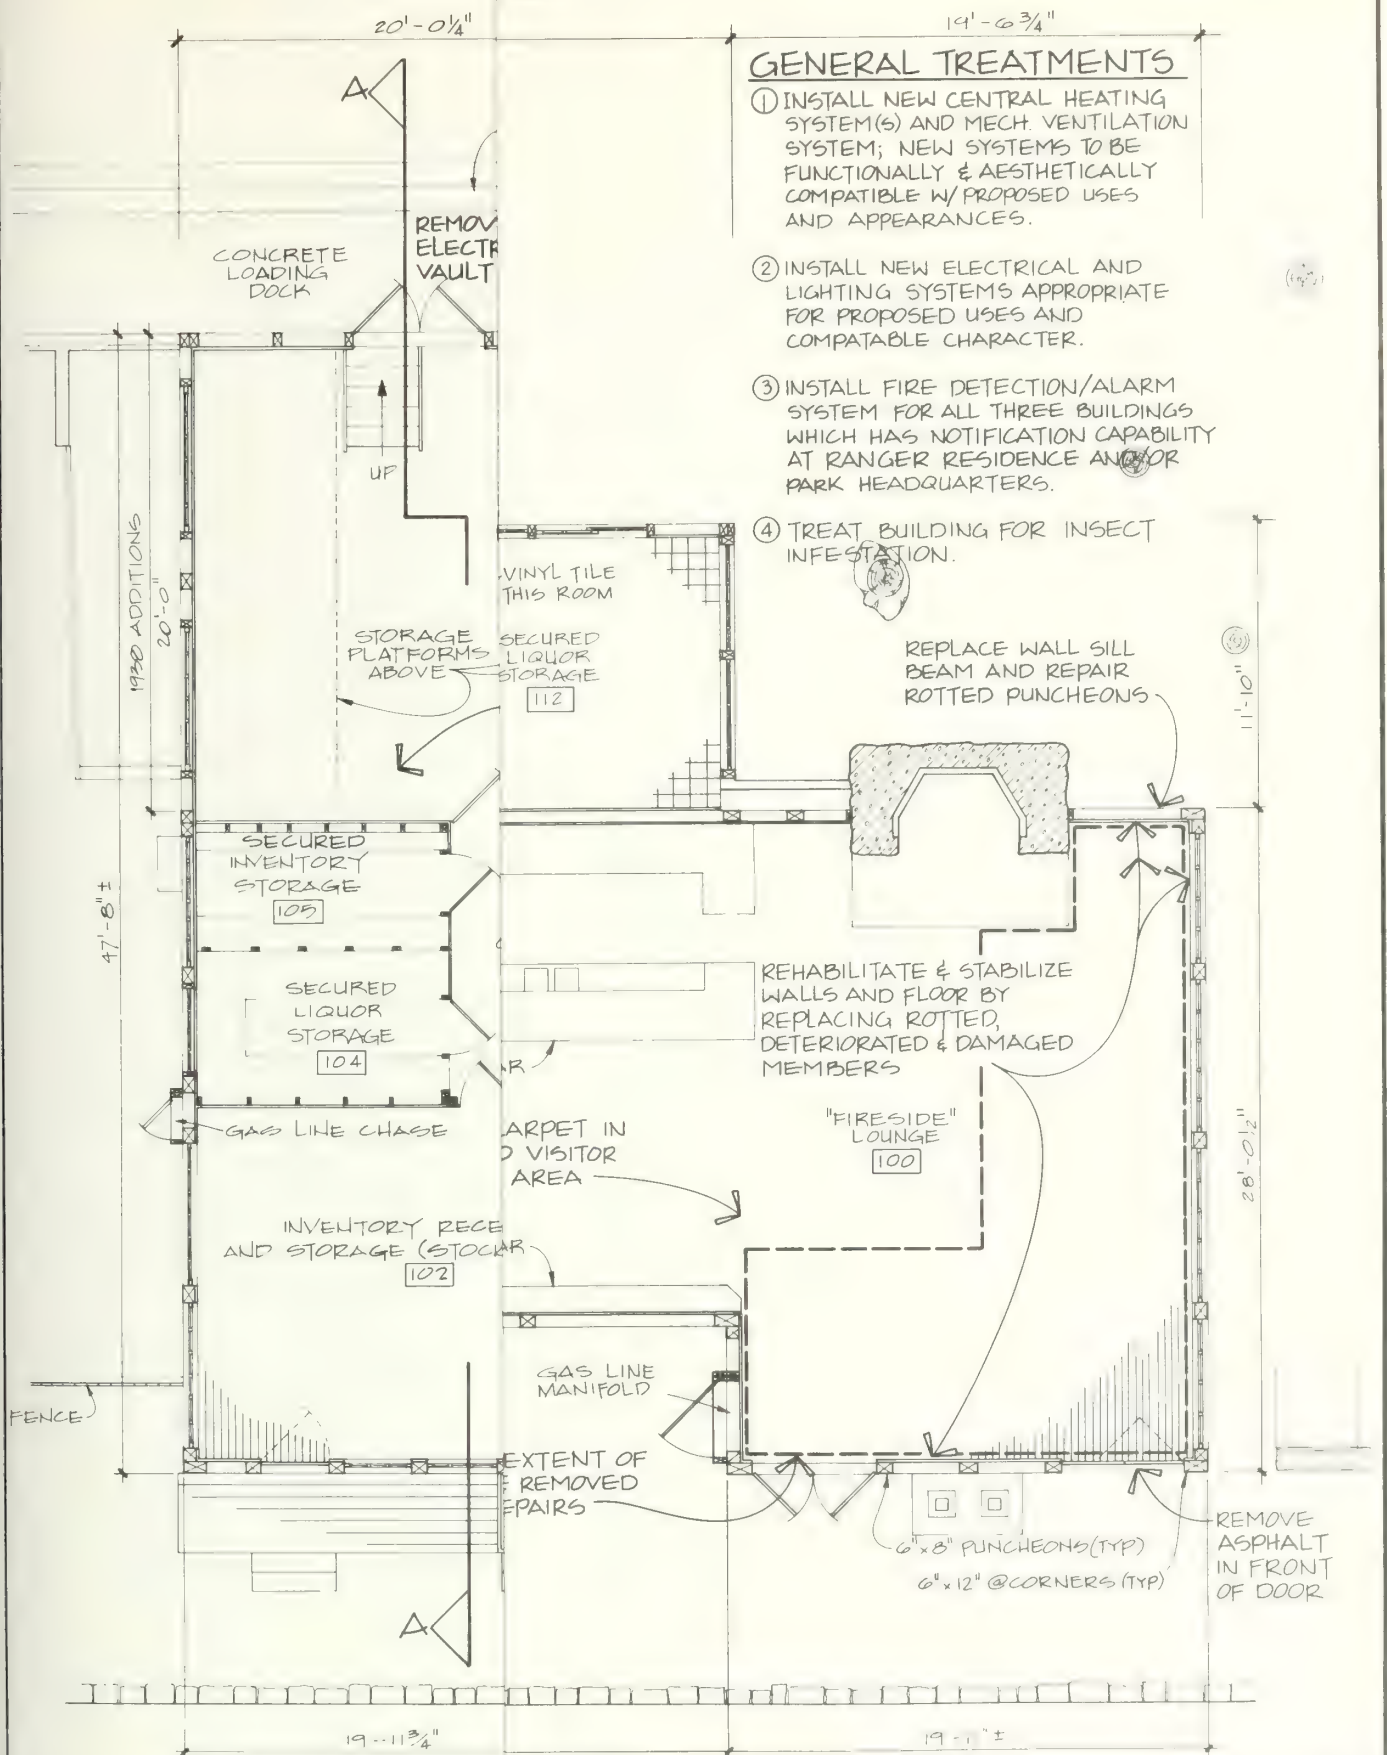 20'-0¼"
19'-6¾"
GENERAL TREATMENTS
① INSTALL NEW CENTRAL HEATING
SYSTEM(S) AND MECH. VENTILATION
SYSTEM; NEW SYSTEMS TO BE
FUNCTIONALLY & AESTHETICALLY
COMPATIBLE W/ PROPOSED USES
AND APPEARANCES.
② INSTALL NEW ELECTRICAL AND
LIGHTING SYSTEMS APPROPRIATE
FOR PROPOSED USES AND
COMPATABLE CHARACTER.
③ INSTALL FIRE DETECTION/ALARM
SYSTEM FOR ALL THREE BUILDINGS
WHICH HAS NOTIFICATION CAPABILITY
AT RANGER RESIDENCE AND/OR
PARK HEADQUARTERS.
④ TREAT BUILDING FOR INSECT
INFESTATION.
A
REMOV
ELECTR
VAULT
CONCRETE
LOADING
DOCK
UP
1930 ADDITIONS
20'-0"
47'-8"±
VINYL TILE
THIS ROOM
STORAGE
PLATFORMS
ABOVE
SECURED
LIQUOR
STORAGE
112
REPLACE WALL SILL
BEAM AND REPAIR
ROTTED PUNCHEONS
11'-10"
SECURED
INVENTORY
STORAGE
105
SECURED
LIQUOR
STORAGE
104
REHABILITATE & STABILIZE
WALLS AND FLOOR BY
REPLACING ROTTED,
DETERIORATED & DAMAGED
MEMBERS
AR
GAS LINE CHASE
ARPET IN
D VISITOR
AREA
"FIRESIDE"
LOUNGE
100
28'-0½"
INVENTORY RECE
AND STORAGE (STOCK
102
AR
GAS LINE
MANIFOLD
FENCE
EXTENT OF
E REMOVED
EPAIRS
6"x8" PUNCHEONS (TYP)
6"x12" @CORNERS (TYP)
REMOVE
ASPHALT
IN FRONT
OF DOOR
A
19'-11¾"